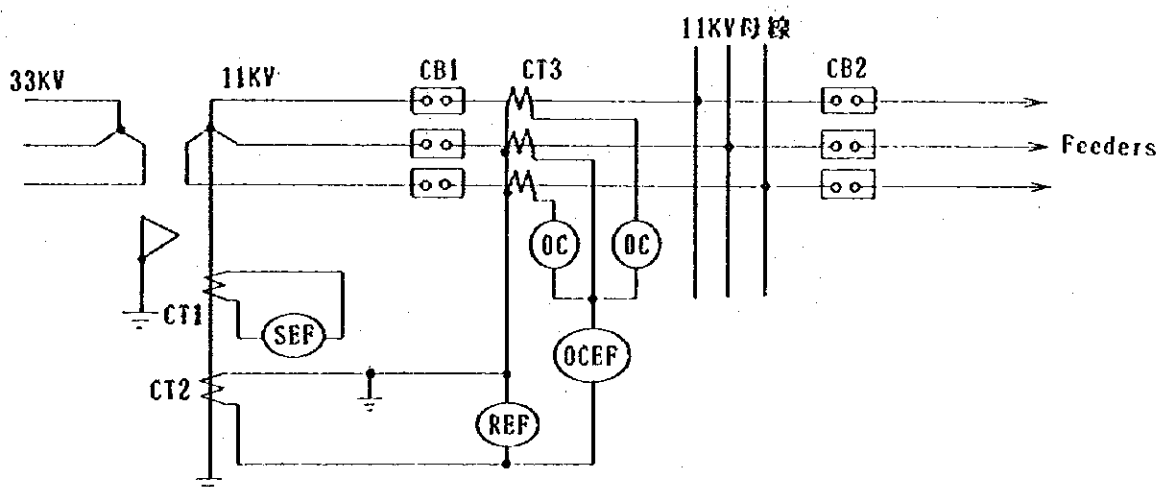 11KV母線
33KV
11KV
CB1
CT3
CB2
Feeders
OC
OC
CT1
SEF
OCEF
CT2
REF